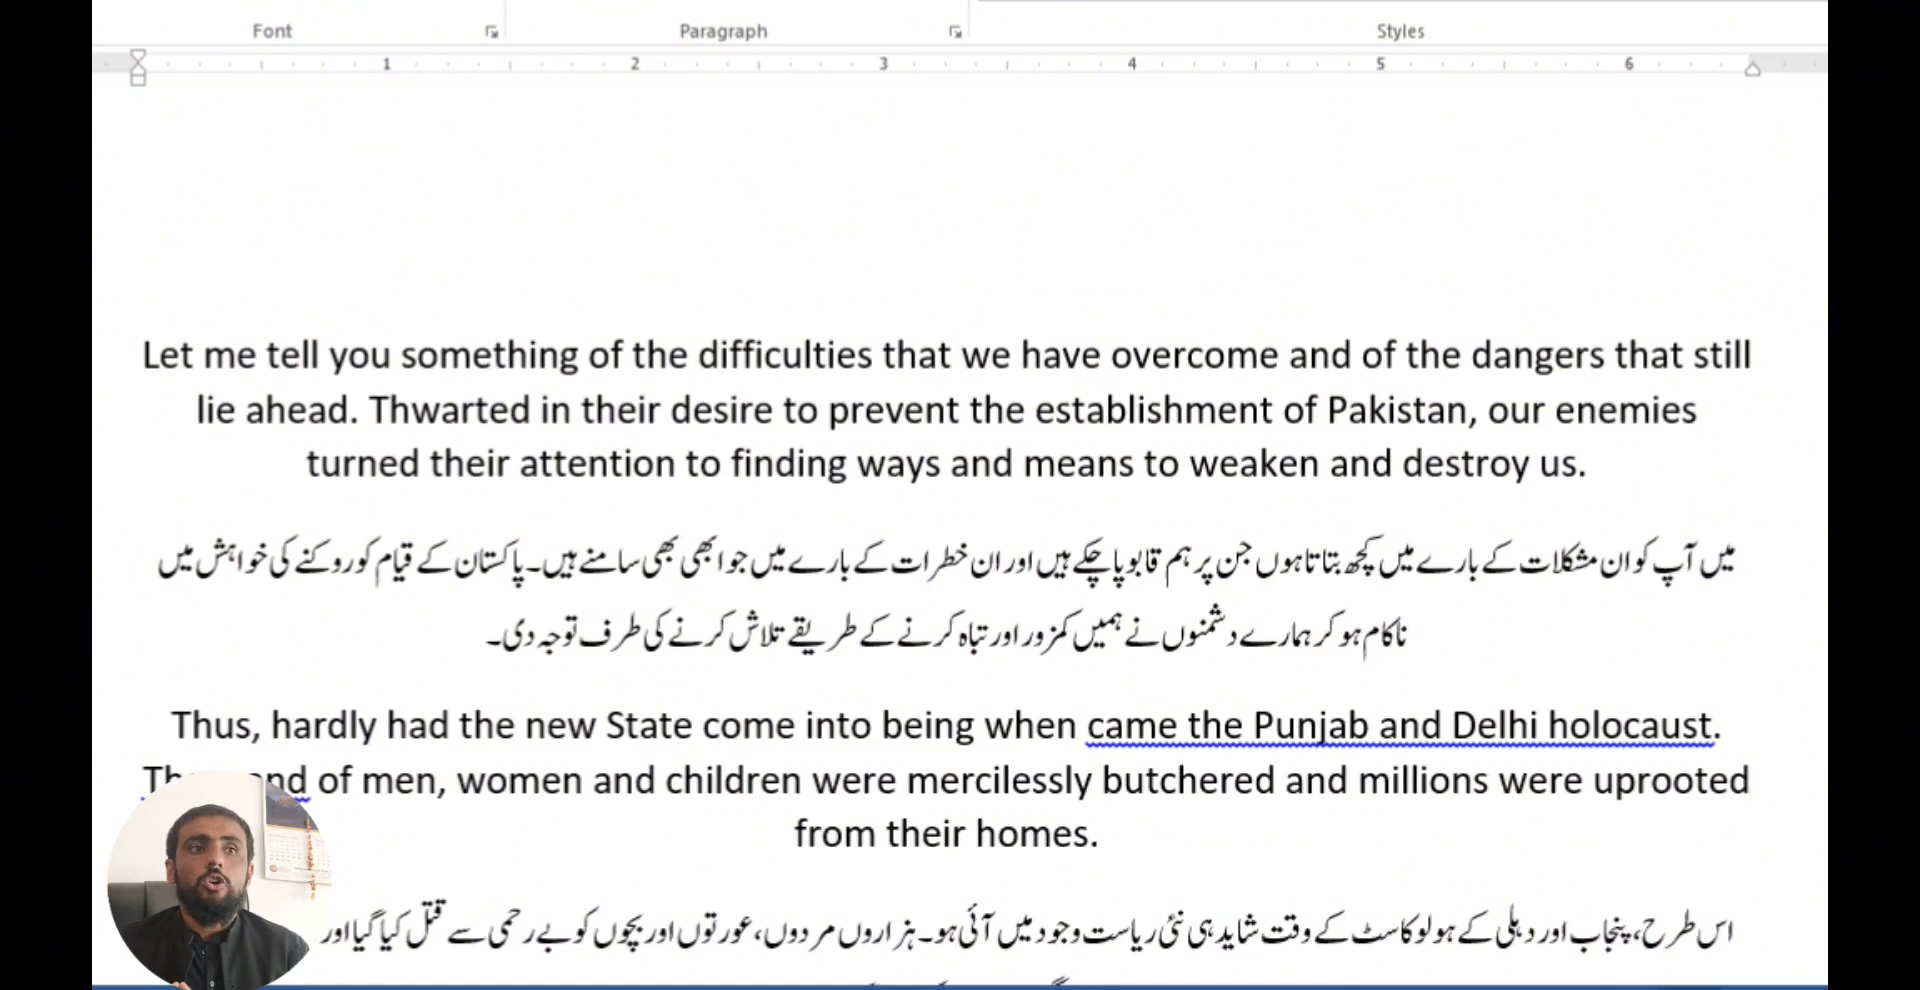 Font
Paragraph
Styles
1 2 3 4 5 6
Let me tell you something of the difficulties that we have overcome and of the dangers that still
lie ahead. Thwarted in their desire to prevent the establishment of Pakistan, our enemies
turned their attention to finding ways and means to weaken and destroy us.
میں آپ کو ان مشکلات کے بارے میں کچھ بتاتا ہوں جن پر ہم قابو پا چکے ہیں اور ان خطرات کے بارے میں جو ابھی بھی سامنے ہیں۔ پاکستان کے قیام کو روکنے کی خواہش میں
ناکام ہو کر ہمارے دشمنوں نے ہمیں کمزور اور تباہ کرنے کے طریقے تلاش کرنے کی طرف توجہ دی۔
Thus, hardly had the new State come into being when came the Punjab and Delhi holocaust.
of men, women and children were mercilessly butchered and millions were uprooted
from their homes.
اس طرح، پنجاب اور دہلی کے ہولوکاسٹ کے وقت شاید ہی نئی ریاست وجود میں آئی ہو۔ ہزاروں مردوں، عورتوں اور بچوں کو بے رحمی سے قتل کیا گیا اور